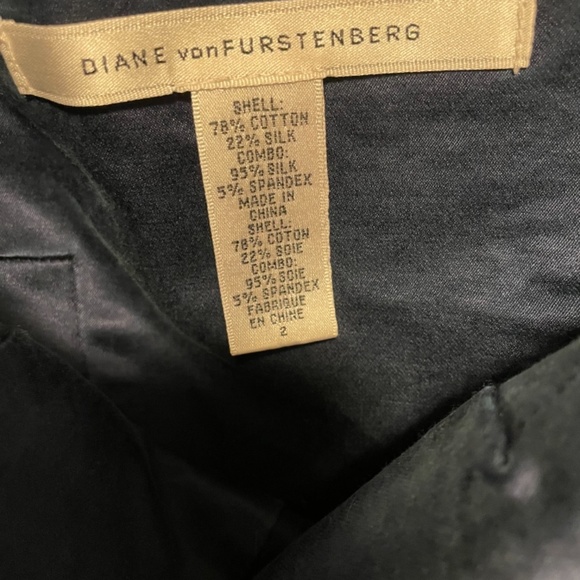 DIANE vonFURSTENBERG
SHELL:
78% COTTON
22% SILK
COMBO:
95% SILK
5% SPANDEX
MADE IN
CHINA
SHELL:
78% COTON
22% SOIE
COMBO:
95% SOIE
5% SPANDEX
FABRIQUE
EN CHINE
2